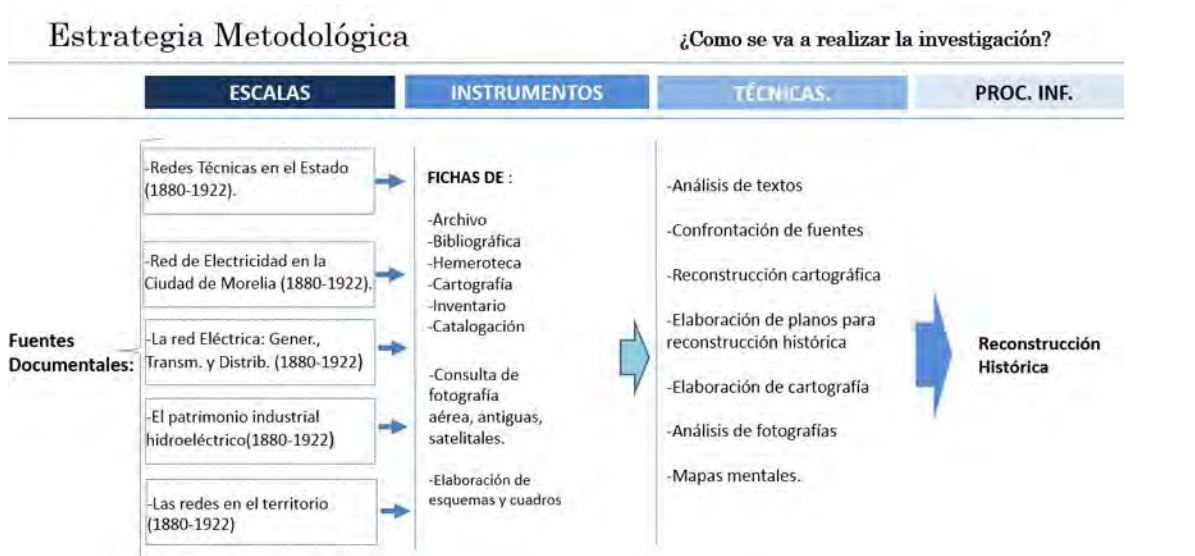 Estrategia Metodológica
¿Como se va a realizar la investigación?
ESCALAS
INSTRUMENTOS
TÉCNICAS.
PROC. INF.
Fuentes
Documentales:
-Redes Técnicas en el Estado
(1880-1922).
-Red de Electricidad en la
Ciudad de Morelia (1880-1922).
-La red Eléctrica: Gener.,
Transm. y Distrib. (1880-1922)
-El patrimonio industrial
hidroeléctrico(1880-1922)
-Las redes en el territorio
(1880-1922)
FICHAS DE :
-Archivo
-Bibliográfica
-Hemeroteca
-Cartografía
-Inventario
-Catalogación
-Consulta de
fotografía
aérea, antiguas,
satelitales.
-Elaboración de
esquemas y cuadros
-Análisis de textos
-Confrontación de fuentes
-Reconstrucción cartográfica
-Elaboración de planos para
reconstrucción histórica
-Elaboración de cartografía
-Análisis de fotografías
-Mapas mentales.
Reconstrucción
Histórica